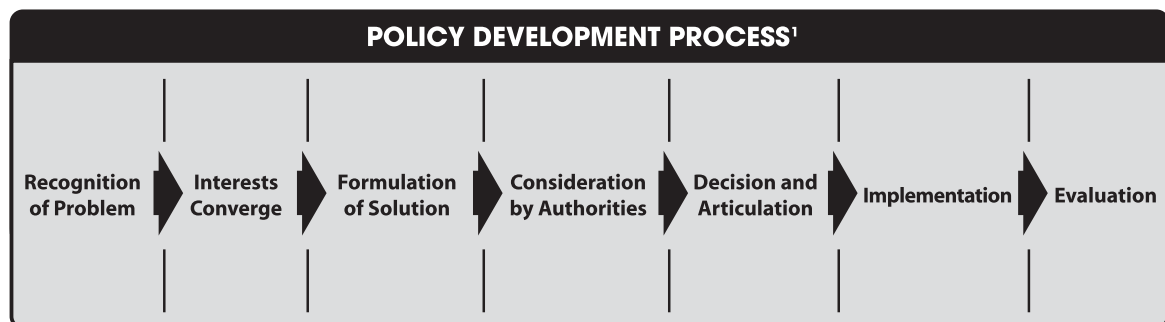 POLICY DEVELOPMENT PROCESS¹
Recognition
of Problem
Interests
Converge
Formulation
of Solution
Consideration
by Authorities
Decision and
Articulation
Implementation
Evaluation